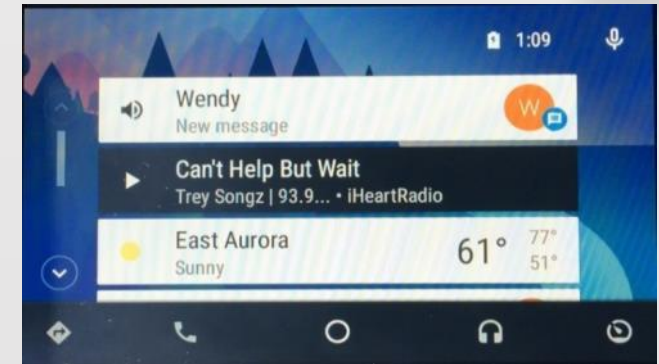 1:09
Wendy
New message
W
Can't Help But Wait
Trey Songz | 93.9... • iHeartRadio
East Aurora
Sunny
61°
77°
51°